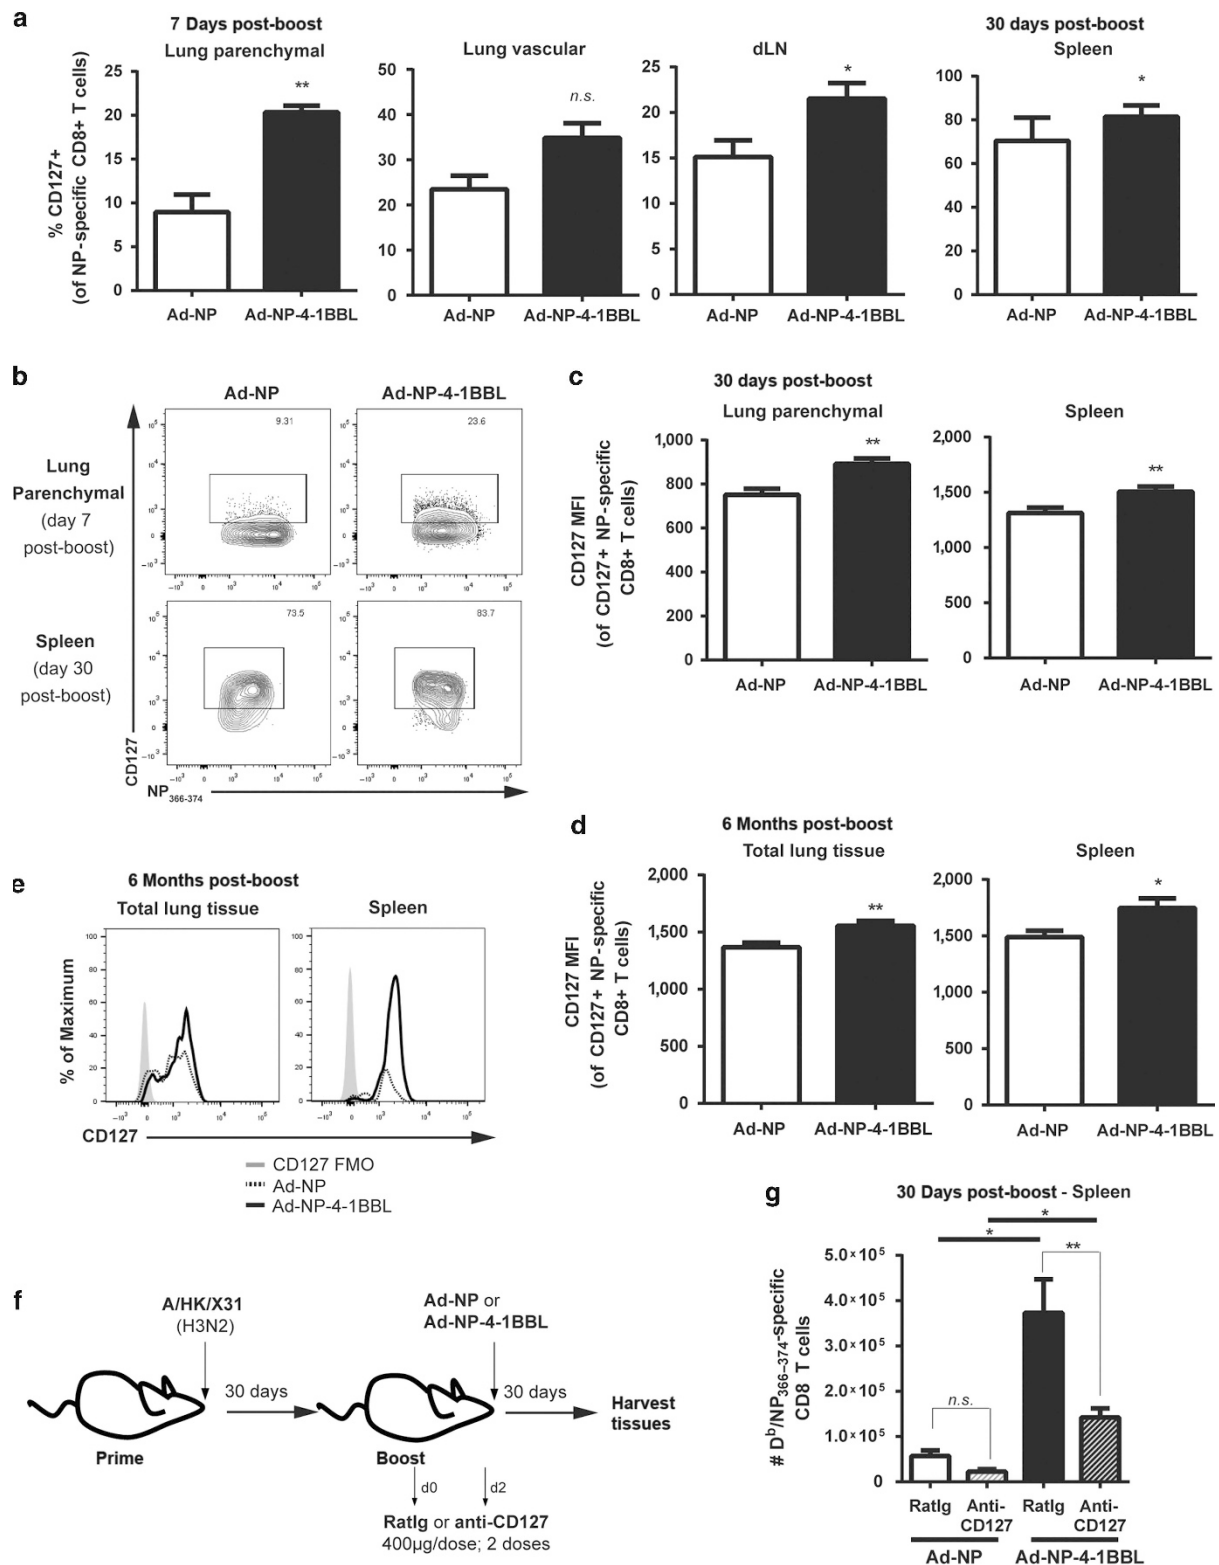 a
7 Days post-boost
Lung parenchymal
Lung vascular
dLN
30 days post-boost
Spleen
% CD127+
(of NP-specific CD8+ T cells)
25
20
15
10
5
0
**
Ad-NP
Ad-NP-4-1BBL
50
40
30
20
10
0
n.s.
Ad-NP
Ad-NP-4-1BBL
25
20
15
10
5
0
*
Ad-NP
Ad-NP-4-1BBL
100
80
60
40
20
0
*
Ad-NP
Ad-NP-4-1BBL
b
Ad-NP
Ad-NP-4-1BBL
Lung
Parenchymal
(day 7
post-boost)
9.31
23.6
Spleen
(day 30
post-boost)
73.5
83.7
CD127
NP366-374
c
30 days post-boost
Lung parenchymal
Spleen
CD127 MFI
(of CD127+ NP-specific
CD8+ T cells)
1,000
800
600
400
200
0
**
Ad-NP
Ad-NP-4-1BBL
2,000
1,500
1,000
500
0
**
Ad-NP
Ad-NP-4-1BBL
d
6 Months post-boost
Total lung tissue
Spleen
CD127 MFI
(of CD127+ NP-specific
CD8+ T cells)
2,000
1,500
1,000
500
0
**
Ad-NP
Ad-NP-4-1BBL
2,000
1,500
1,000
500
0
*
Ad-NP
Ad-NP-4-1BBL
e
6 Months post-boost
Total lung tissue
Spleen
% of Maximum
100
80
60
40
20
0
100
80
60
40
20
0
CD127
CD127 FMO
Ad-NP
Ad-NP-4-1BBL
f
A/HK/X31
(H3N2)
30 days
Prime
Ad-NP or
Ad-NP-4-1BBL
30 days
Harvest
tissues
Boost
d0
d2
RatIg or anti-CD127
400µg/dose; 2 doses
g
30 Days post-boost - Spleen
# Dᵇ/NP366–374-specific
CD8 T cells
5.0×10⁵
4.0×10⁵
3.0×10⁵
2.0×10⁵
1.0×10⁵
0
*
*
**
n.s.
RatIg
Anti-
CD127
RatIg
Anti-
CD127
Ad-NP
Ad-NP-4-1BBL